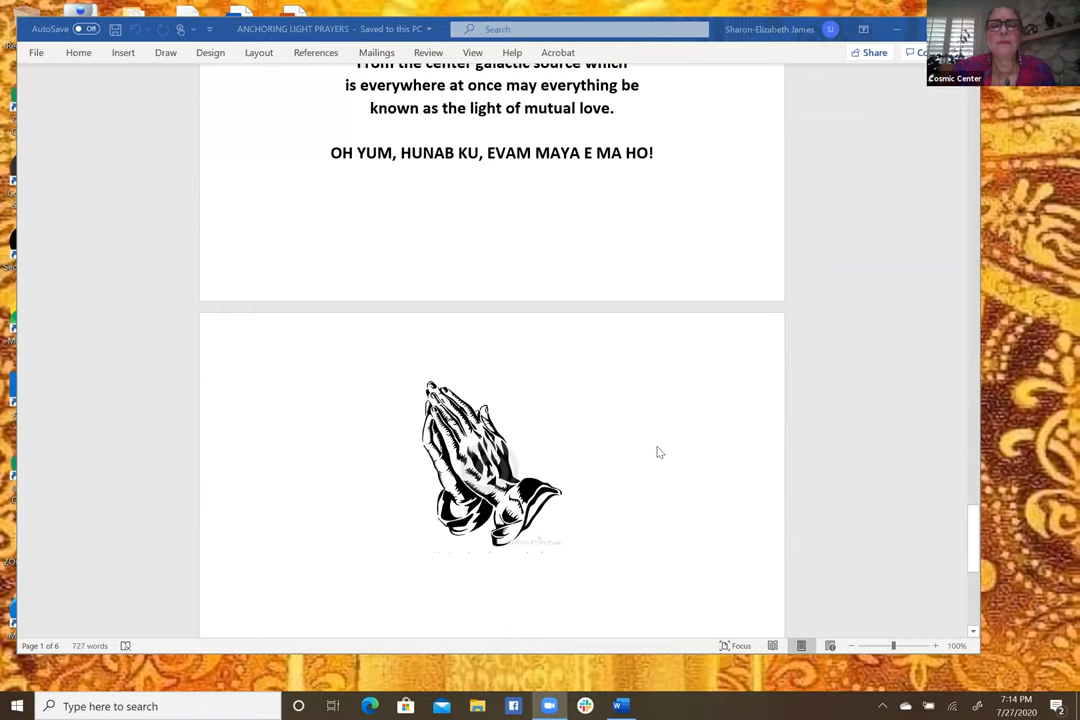 AutoSave Off ANCHORING LIGHT PRAYERS - Saved to this PC Search Sharon-Elizabeth James SJ
File Home Insert Draw Design Layout References Mailings Review View Help Acrobat Share Co
Cosmic Center
From the center galactic source which
is everywhere at once may everything be
known as the light of mutual love.
OH YUM, HUNAB KU, EVAM MAYA E MA HO!
Page 1 of 6 727 words Focus 100%
Type here to search
7:14 PM
7/27/2020
2